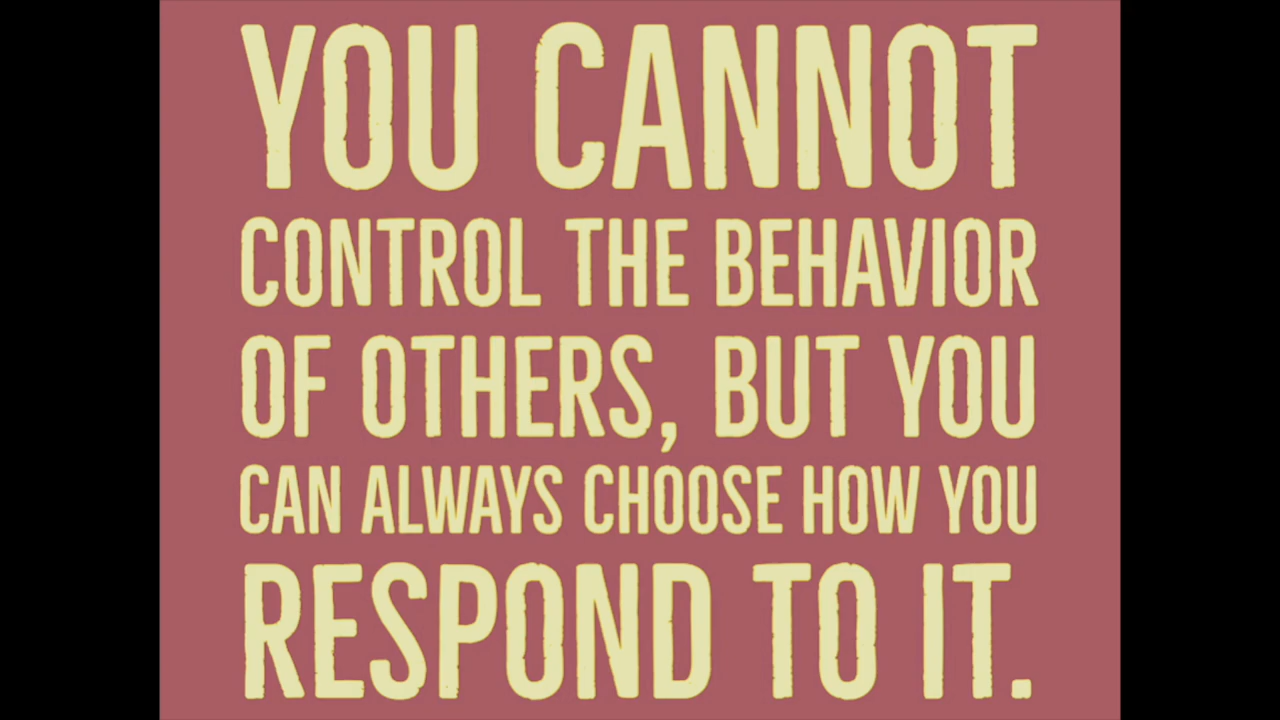 YOU CANNOT
CONTROL THE BEHAVIOR
OF OTHERS, BUT YOU
CAN ALWAYS CHOOSE HOW YOU
RESPOND TO IT.